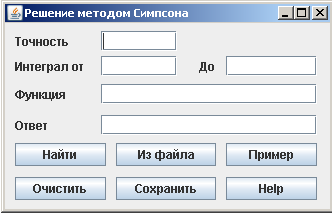 Решение методом Симпсона
Точность
Интеграл от До
Функция
Ответ
Найти Из файла Пример
Очистить Сохранить Help